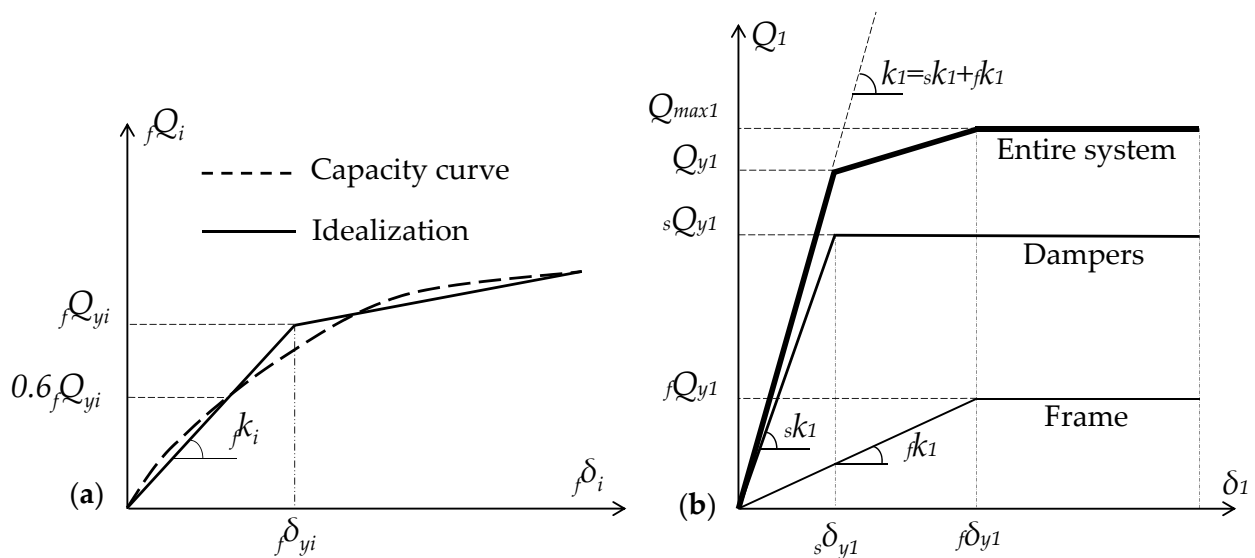 fQi
Capacity curve
Idealization
fQyi
0.6fQyi
fki
(a)
fδi
fδyi
Q1
k1=sk1+fk1
Qmax1
Entire system
Qy1
sQy1
Dampers
fQy1
Frame
sk1
fk1
(b)
δ1
sδy1
fδy1